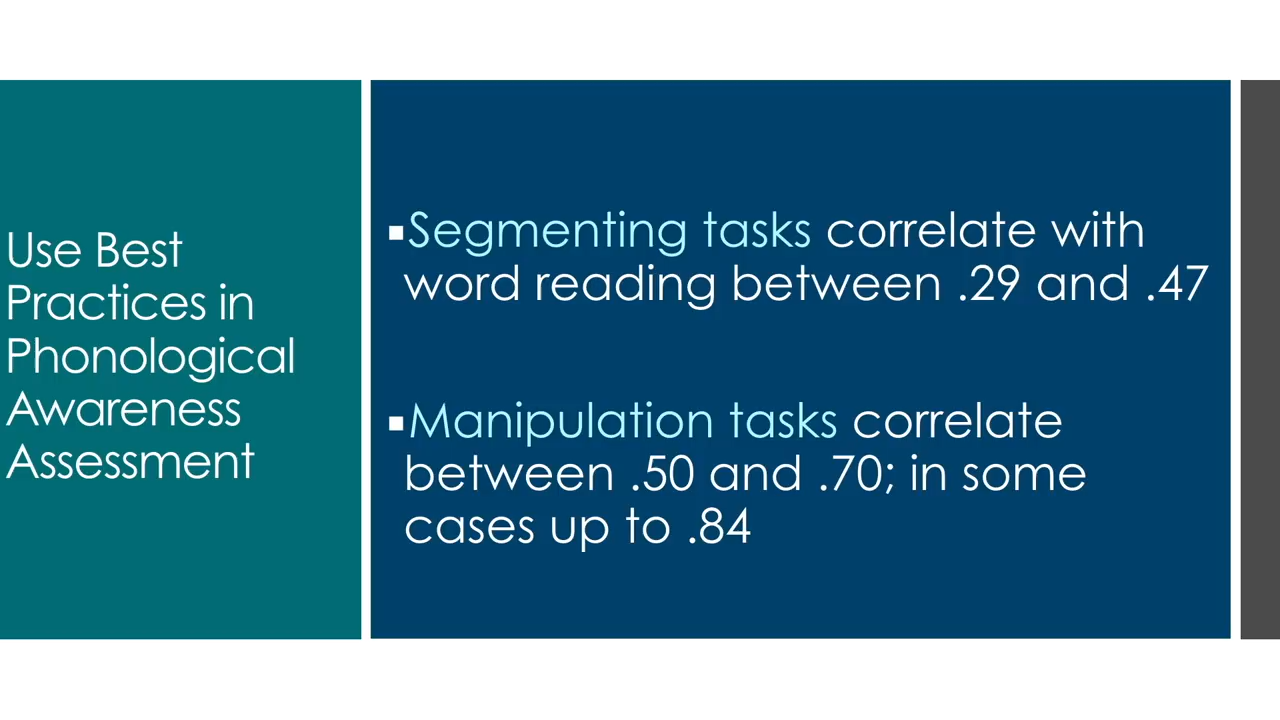 Use Best
Practices in
Phonological
Awareness
Assessment
▪Segmenting tasks correlate with
word reading between .29 and .47
▪Manipulation tasks correlate
between .50 and .70; in some
cases up to .84